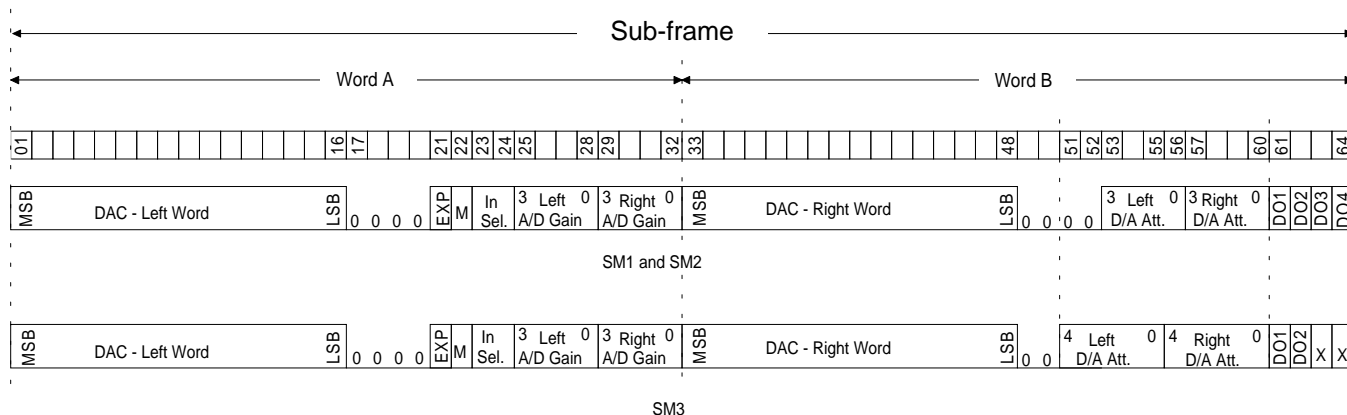 Sub-frame
Word A Word B
01 16 17 21 22 23 24 25 28 29 32 33 48 51 52 53 55 56 57 60 61 64
MSB DAC - Left Word LSB 0 0 0 0 EXP M In Sel. 3 Left 0 A/D Gain 3 Right 0 A/D Gain MSB DAC - Right Word LSB 0 0 0 0 3 Left 0 D/A Att. 3 Right 0 D/A Att. DO1 DO2 DO3 DO4
SM1 and SM2
MSB DAC - Left Word LSB 0 0 0 0 EXP M In Sel. 3 Left 0 A/D Gain 3 Right 0 A/D Gain MSB DAC - Right Word LSB 0 0 4 Left 0 D/A Att. 4 Right 0 D/A Att. DO1 DO2 X X
SM3